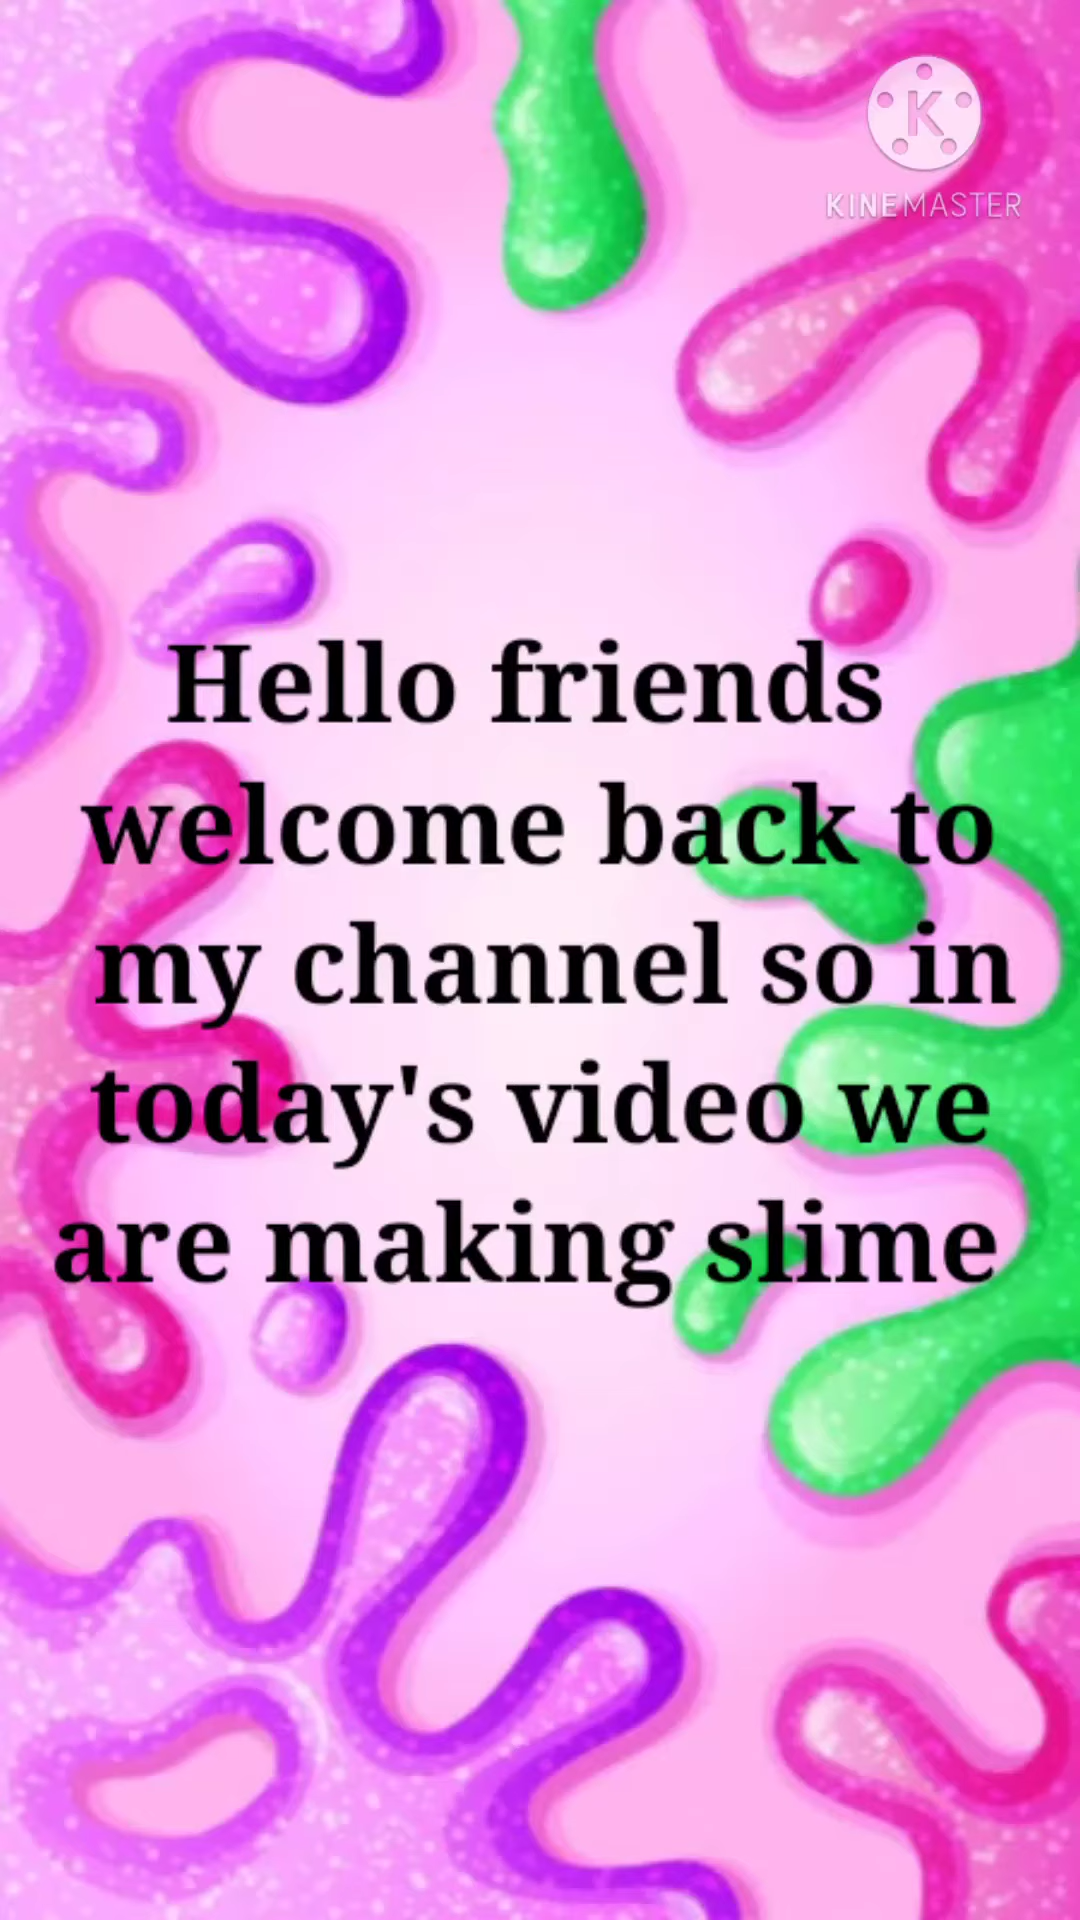 K
KINEMASTER
Hello friends
welcome back to
my channel so in
today's video we
are making slime